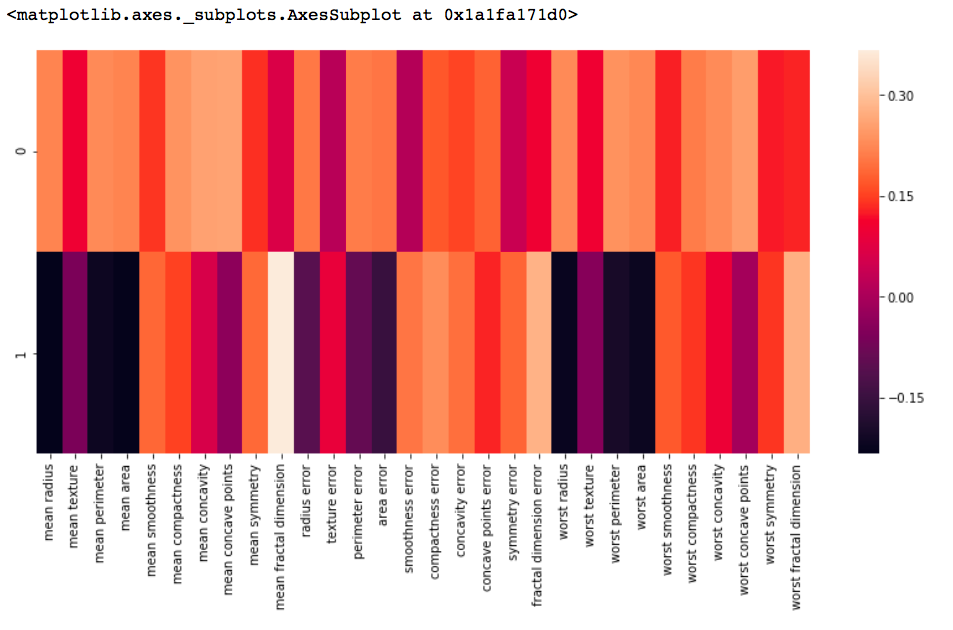 <matplotlib.axes._subplots.AxesSubplot at 0x1a1fa171d0>
0
1
0.30
0.15
0.00
−0.15
mean radius
mean texture
mean perimeter
mean area
mean smoothness
mean compactness
mean concavity
mean concave points
mean symmetry
mean fractal dimension
radius error
texture error
perimeter error
area error
smoothness error
compactness error
concavity error
concave points error
symmetry error
fractal dimension error
worst radius
worst texture
worst perimeter
worst area
worst smoothness
worst compactness
worst concavity
worst concave points
worst symmetry
worst fractal dimension